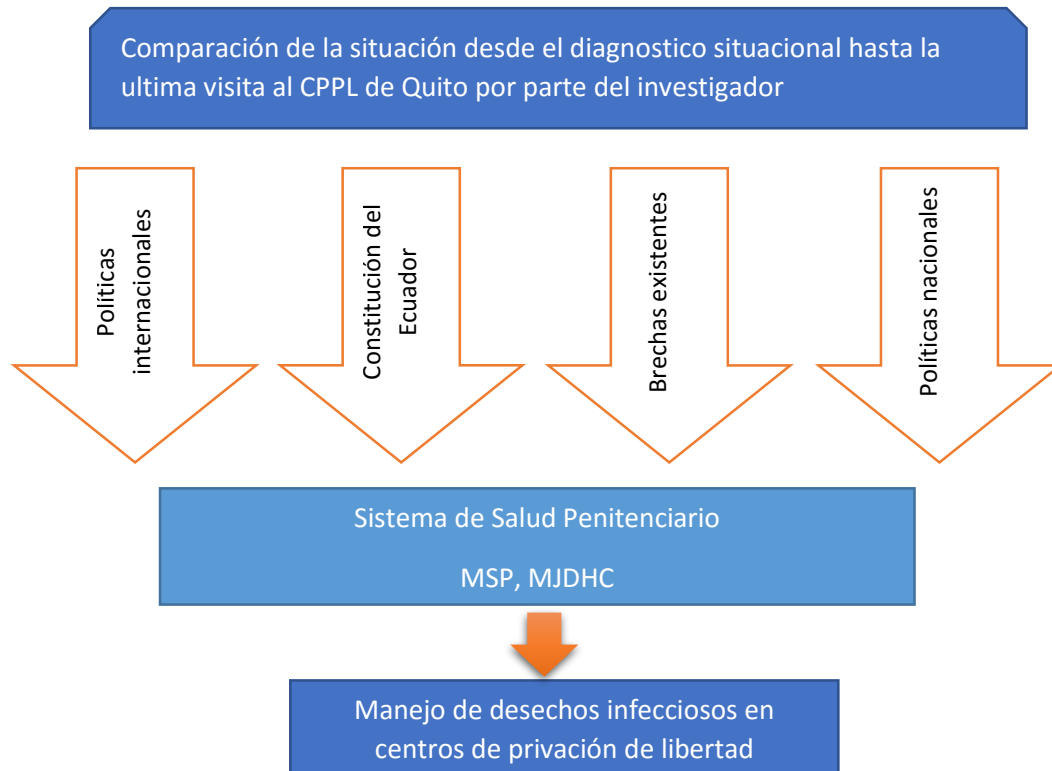 Comparación de la situación desde el diagnostico situacional hasta la
ultima visita al CPPL de Quito por parte del investigador
Políticas
internacionales
Constitución del
Ecuador
Brechas existentes
Políticas nacionales
Sistema de Salud Penitenciario
MSP, MJDHC
Manejo de desechos infecciosos en
centros de privación de libertad